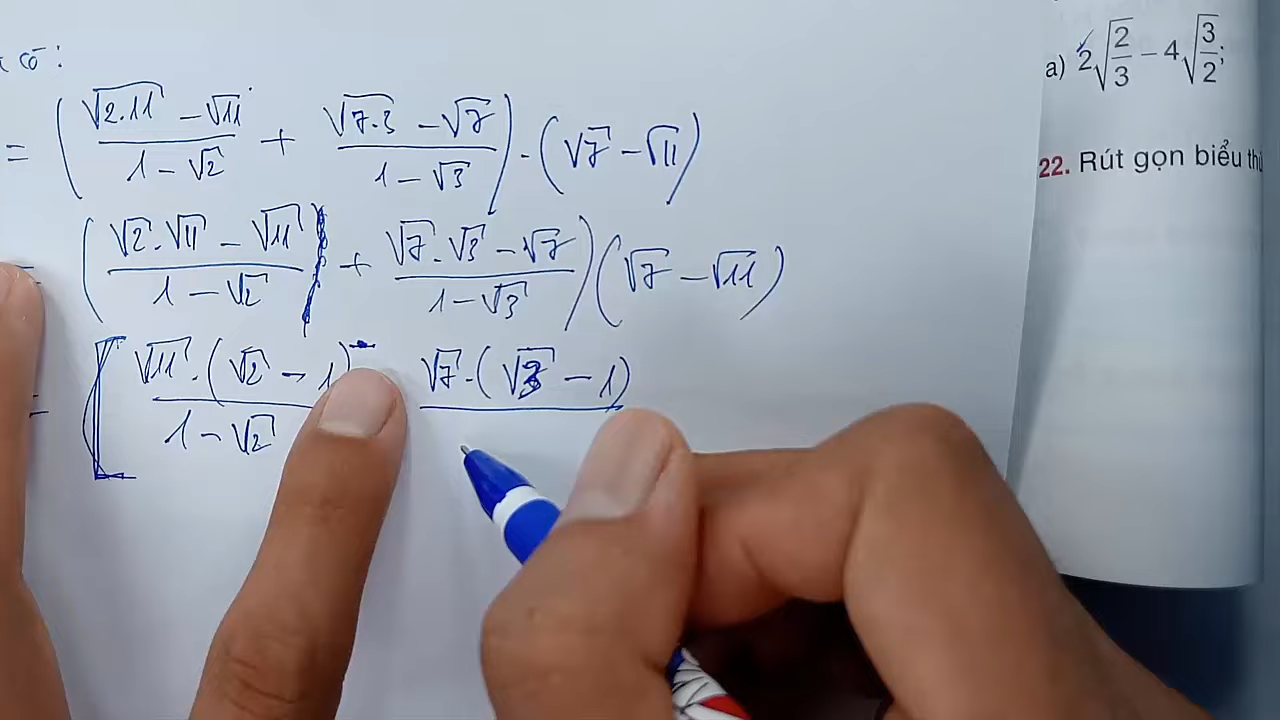 có:
= ( (√2.11 - √11)/(1 - √2) + (√7.3 - √7)/(1 - √3) ) . (√7 - √11)
= ( (√2.√11 - √11)/(1 - √2) + (√7.√3 - √7)/(1 - √3) ) (√7 - √11)
= [ (√11.(√2 - 1))/(1 - √2) (√7.(√3 - 1))/
a) 2√(2/3) - 4√(3/2);
22. Rút gọn biểu